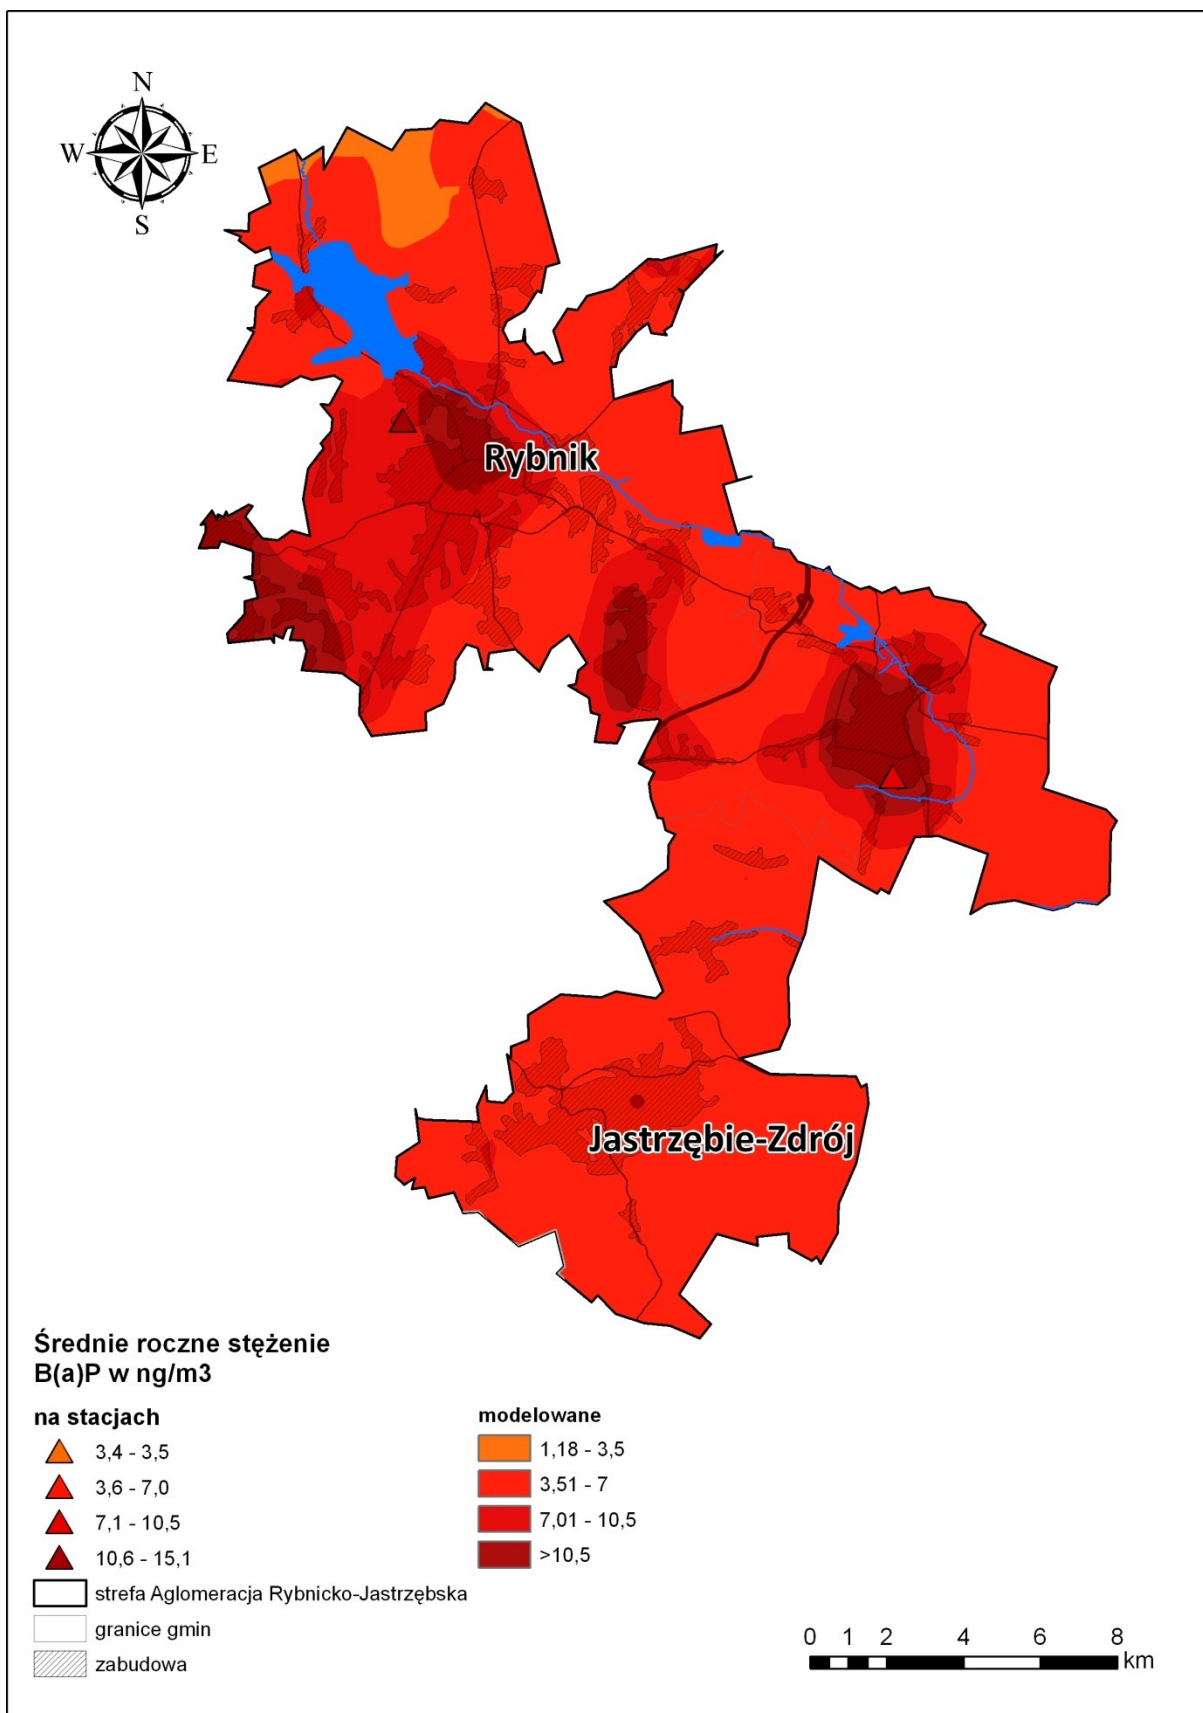 N
W E
S
Rybnik
Jastrzębie-Zdrój
Średnie roczne stężenie
B(a)P w ng/m3
na stacjach
3,4 - 3,5
3,6 - 7,0
7,1 - 10,5
10,6 - 15,1
modelowane
1,18 - 3,5
3,51 - 7
7,01 - 10,5
>10,5
strefa Aglomeracja Rybnicko-Jastrzębska
granice gmin
zabudowa
0 1 2 4 6 8
km